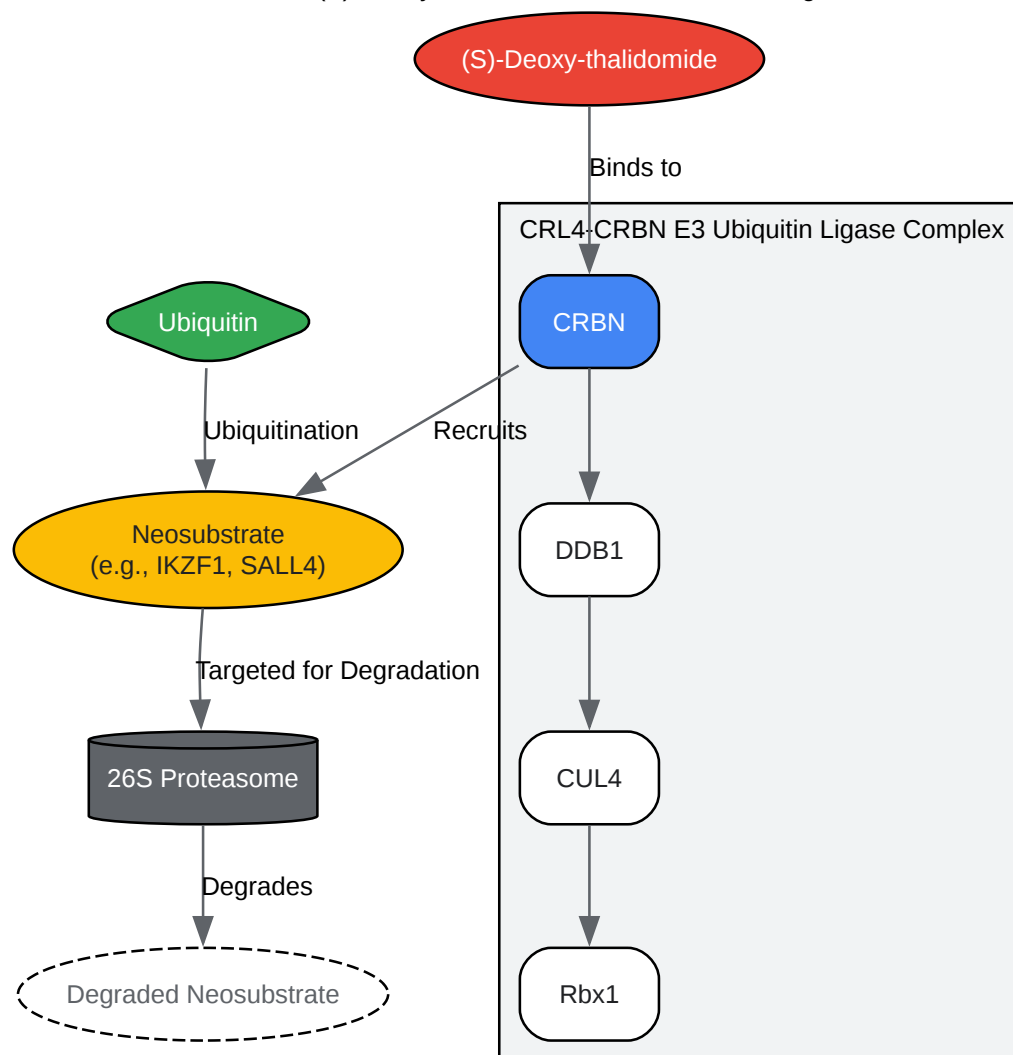 (S)-Deoxy-thalidomide
Binds to
CRL4-CRBN E3 Ubiquitin Ligase Complex
Ubiquitin
CRBN
Ubiquitination
Recruits
Neosubstrate
(e.g., IKZF1, SALL4)
DDB1
Targeted for Degradation
26S Proteasome
CUL4
Degrades
Degraded Neosubstrate
Rbx1